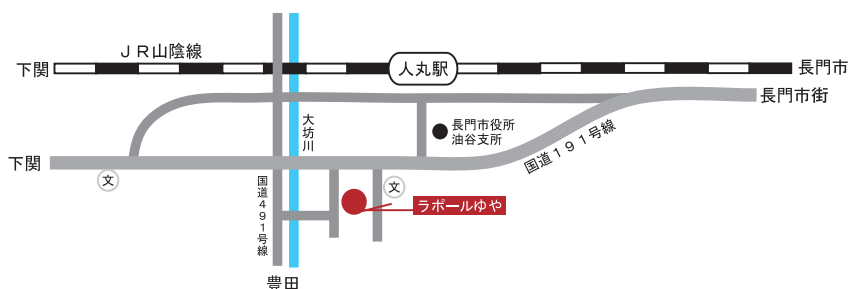 JR山陰線
下関
人丸駅
長門市
長門市街
大坊川
長門市役所
油谷支所
国道191号線
下関
文
文
国道491号線
ラポールゆや
豊田